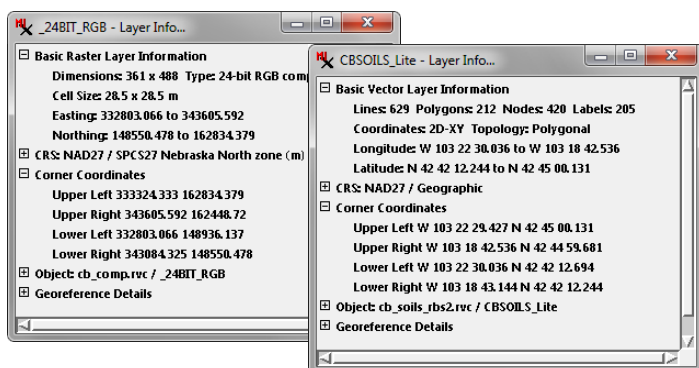 _24BIT_RGB - Layer Info...
Basic Raster Layer Information
Dimensions: 361 x 488 Type: 24-bit RGB
Cell Size: 28.5 x 28.5 m
Easting: 332803.066 to 343605.592
Northing: 148550.478 to 162834.379
CRS: NAD27 / SPCS27 Nebraska North zone (m)
Corner Coordinates
Upper Left 333324.333 162834.379
Upper Right 343605.592 162448.72
Lower Left 332803.066 148936.137
Lower Right 343084.325 148550.478
Object: cb_comp.rvc / _24BIT_RGB
Georeference Details
CBSOILS_Lite - Layer Info...
Basic Vector Layer Information
Lines: 629 Polygons: 212 Nodes: 420 Labels: 205
Coordinates: 2D-XY Topology: Polygonal
Longitude: W 103 22 30.036 to W 103 18 42.536
Latitude: N 42 42 12.244 to N 42 45 00.131
CRS: NAD27 / Geographic
Corner Coordinates
Upper Left W 103 22 29.427 N 42 45 00.131
Upper Right W 103 18 42.536 N 42 44 59.681
Lower Left W 103 22 30.036 N 42 42 12.694
Lower Right W 103 18 43.144 N 42 42 12.244
Object: cb_soils_rbs2.rvc / CBSOILS_Lite
Georeference Details